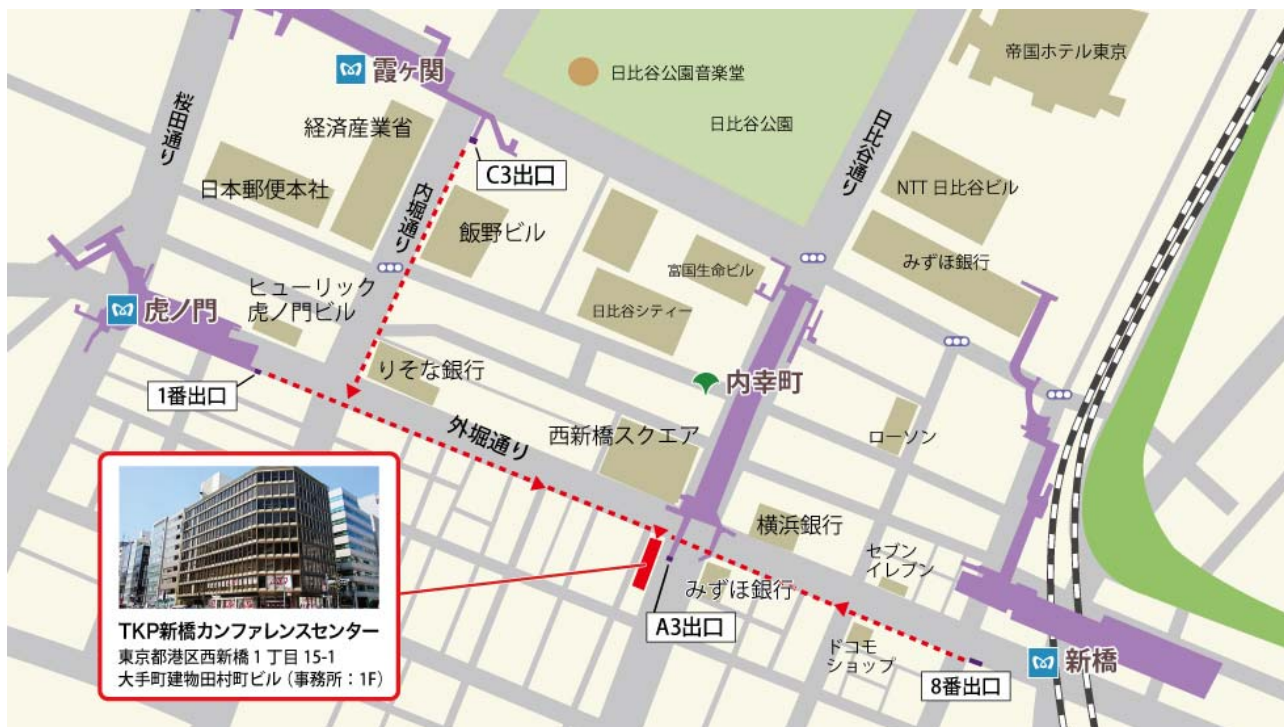 霞ケ関
帝国ホテル東京
日比谷公園音楽堂
日比谷公園
桜田通り
経済産業省
C3出口
日比谷通り
日本郵便本社
内堀通り
飯野ビル
NTT 日比谷ビル
みずほ銀行
富国生命ビル
虎ノ門
ヒューリック
虎ノ門ビル
日比谷シティー
りそな銀行
1番出口
内幸町
外堀通り
西新橋スクエア
ローソン
横浜銀行
セブン
イレブン
みずほ銀行
A3出口
ドコモ
ショップ
8番出口
新橋
TKP新橋カンファレンスセンター
東京都港区西新橋 1 丁目 15-1
大手町建物田村町ビル (事務所:1F)